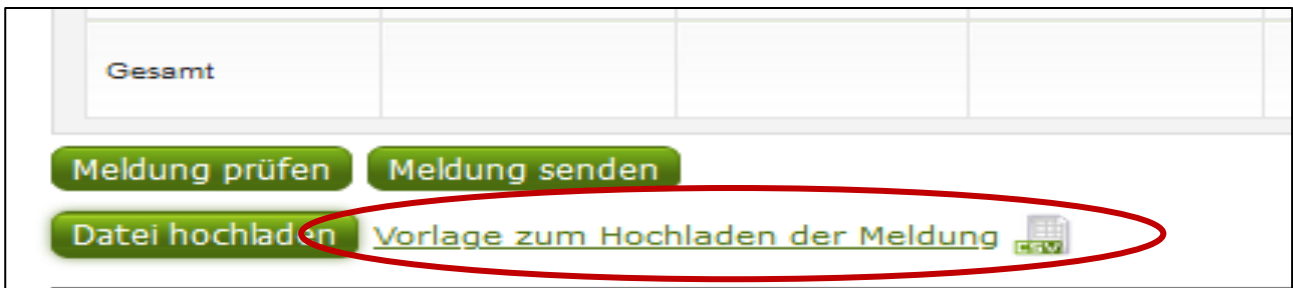 Gesamt
Meldung prüfen Meldung senden
Datei hochladen Vorlage zum Hochladen der Meldung CSV